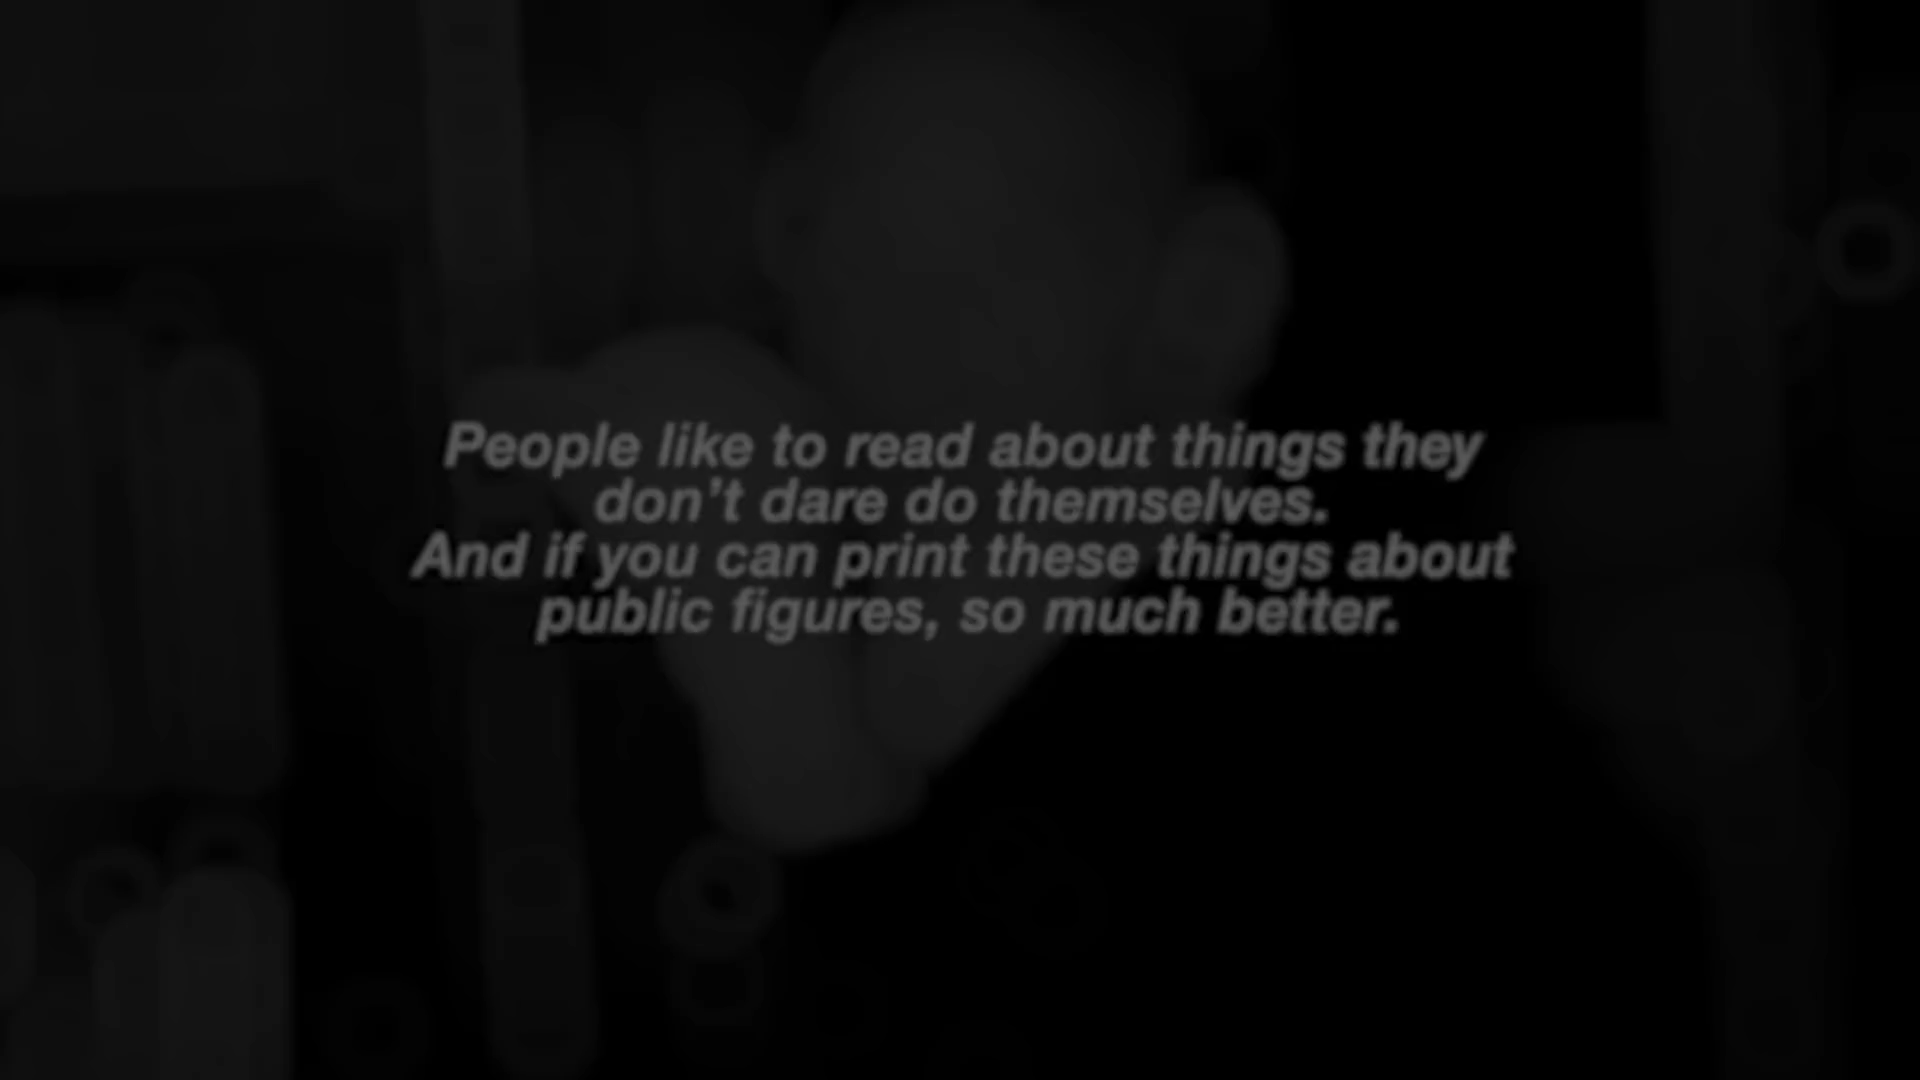 People like to read about things they
don't dare do themselves.
And if you can print these things about
public figures, so much better.